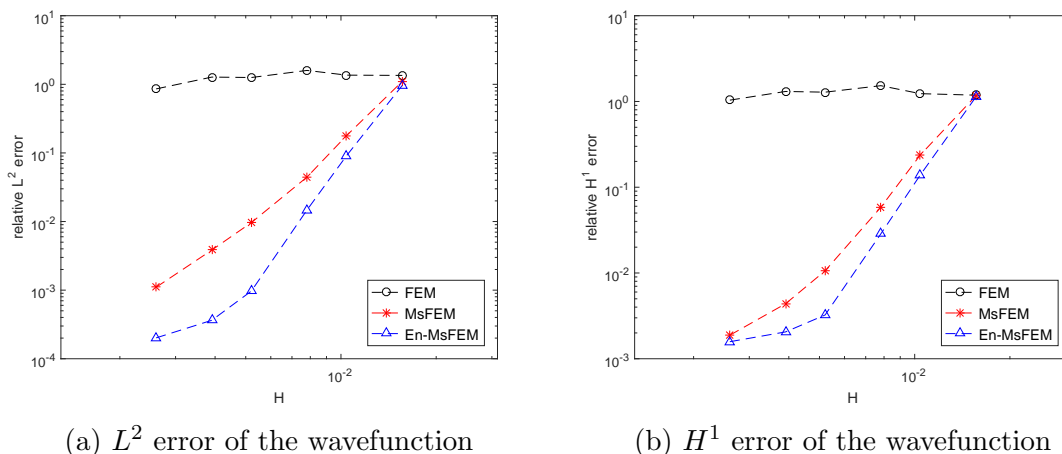 10^1
10^0
10^-1
10^-2
10^-3
10^-4
relative L^2 error
10^-2
H
FEM
MsFEM
En-MsFEM
(a) L^2 error of the wavefunction
10^1
10^0
10^-1
10^-2
10^-3
relative H^1 error
10^-2
H
FEM
MsFEM
En-MsFEM
(b) H^1 error of the wavefunction